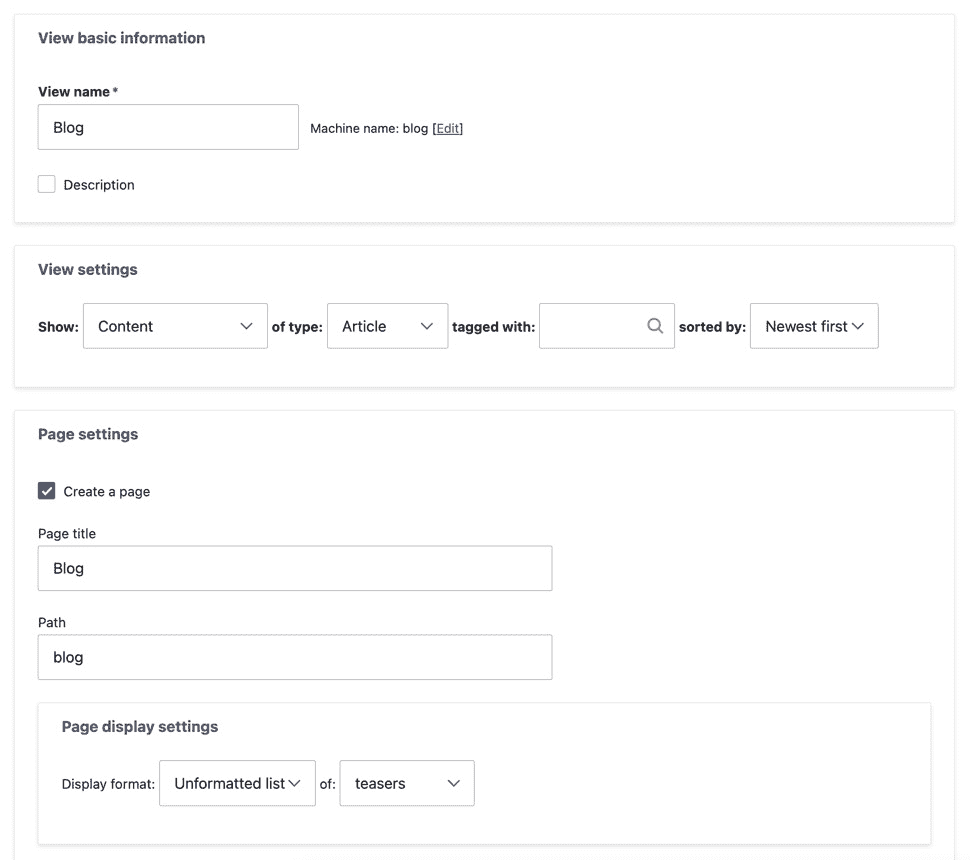 View basic information
View name*
Blog
Machine name: blog [Edit]
Description
View settings
Show: Content of type: Article tagged with: sorted by: Newest first
Page settings
Create a page
Page title
Blog
Path
blog
Page display settings
Display format: Unformatted list of: teasers